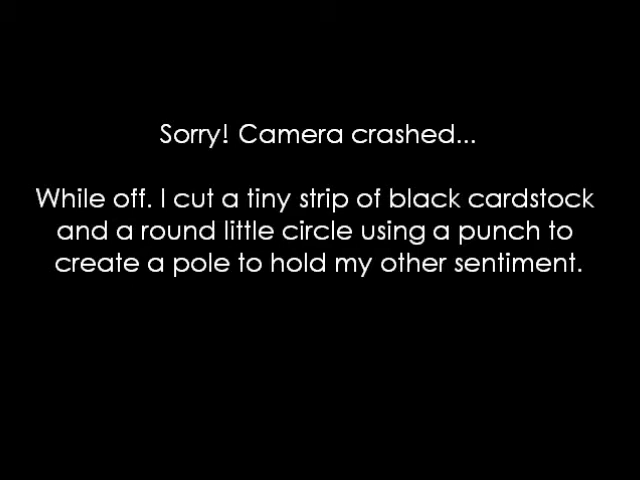 Sorry! Camera crashed...
While off. I cut a tiny strip of black cardstock
and a round little circle using a punch to
create a pole to hold my other sentiment.